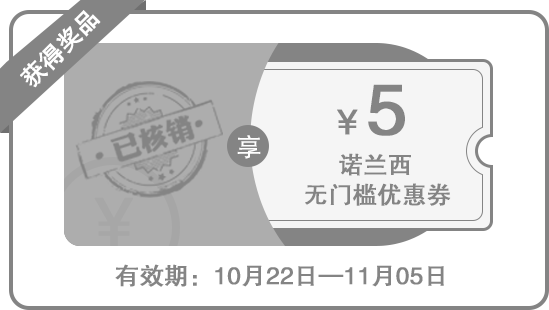 获得奖品
已核销
享
¥5
诺兰西
无门槛优惠券
¥
有效期：10月22日—11月05日